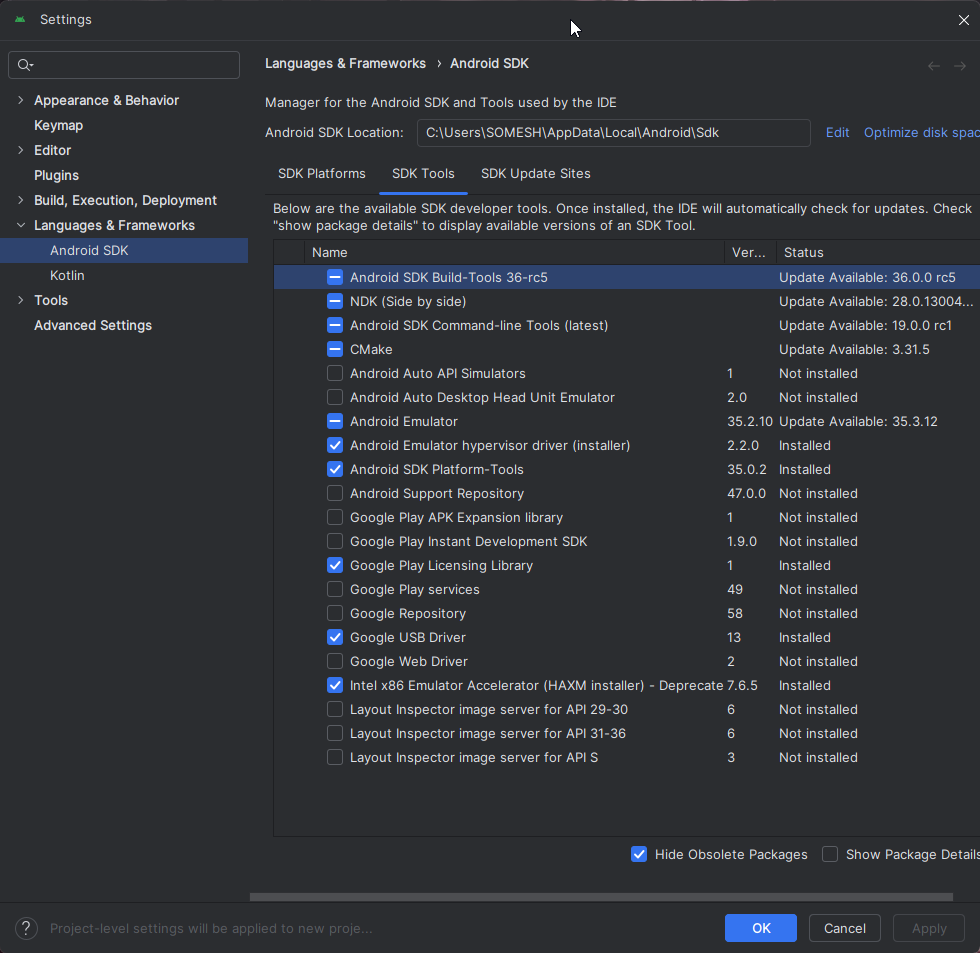 Settings
Languages & Frameworks › Android SDK
Appearance & Behavior
Keymap
Editor
Plugins
Build, Execution, Deployment
Languages & Frameworks
Android SDK
Kotlin
Tools
Advanced Settings
Manager for the Android SDK and Tools used by the IDE
Android SDK Location: C:\Users\SOMESH\AppData\Local\Android\Sdk Edit Optimize disk spac
SDK Platforms SDK Tools SDK Update Sites
Below are the available SDK developer tools. Once installed, the IDE will automatically check for updates. Check
"show package details" to display available versions of an SDK Tool.
Name Ver... Status
Android SDK Build-Tools 36-rc5 Update Available: 36.0.0 rc5
NDK (Side by side) Update Available: 28.0.13004...
Android SDK Command-line Tools (latest) Update Available: 19.0.0 rc1
CMake Update Available: 3.31.5
Android Auto API Simulators 1 Not installed
Android Auto Desktop Head Unit Emulator 2.0 Not installed
Android Emulator 35.2.10 Update Available: 35.3.12
Android Emulator hypervisor driver (installer) 2.2.0 Installed
Android SDK Platform-Tools 35.0.2 Installed
Android Support Repository 47.0.0 Not installed
Google Play APK Expansion library 1 Not installed
Google Play Instant Development SDK 1.9.0 Not installed
Google Play Licensing Library 1 Installed
Google Play services 49 Not installed
Google Repository 58 Not installed
Google USB Driver 13 Installed
Google Web Driver 2 Not installed
Intel x86 Emulator Accelerator (HAXM installer) - Deprecate 7.6.5 Installed
Layout Inspector image server for API 29-30 6 Not installed
Layout Inspector image server for API 31-36 6 Not installed
Layout Inspector image server for API S 3 Not installed
Hide Obsolete Packages Show Package Details
? Project-level settings will be applied to new proje... OK Cancel Apply